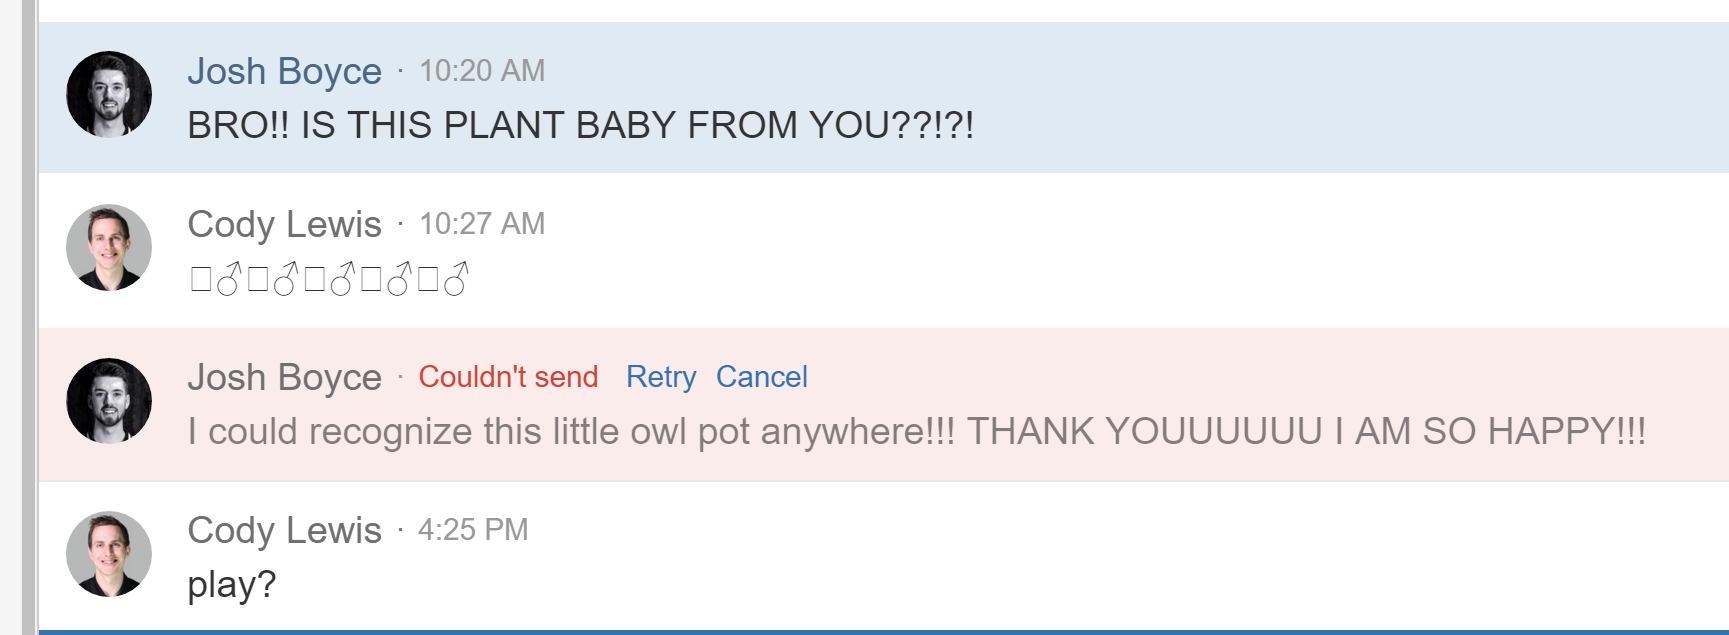 Josh Boyce · 10:20 AM
BRO!! IS THIS PLANT BABY FROM YOU??!?!
Cody Lewis · 10:27 AM
□♂□♂□♂□♂□♂
Josh Boyce · Couldn't send Retry Cancel
I could recognize this little owl pot anywhere!!! THANK YOUUUUUU I AM SO HAPPY!!!
Cody Lewis · 4:25 PM
play?